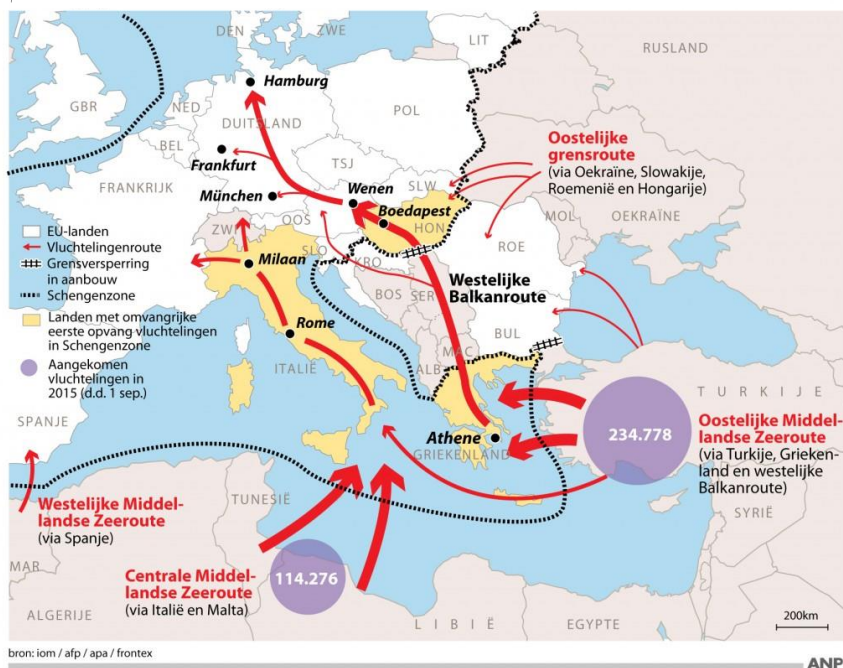 DEN
ZWE
LIT
RUSLAND
Hamburg
GBR
NED
POL
DUITSLAND
BEL
Frankfurt
TSJ
Oostelijke
grensroute
(via Oekraïne, Slowakije,
Roemenië en Hongarije)
FRANKRIJK
München
Wenen
SLW
Boedapest
MOL
OEKRAÏNE
OOS
HON
ROE
ZWI
SLO
KRO
EU-landen
Vluchtelingenroute
Grensversperring
in aanbouw
Schengenzone
Landen met omvangrijke
eerste opvang vluchtelingen
in Schengenzone
Aangekomen
vluchtelingen in
2015 (d.d. 1 sep.)
Milaan
BOS
SER
Westelijke
Balkanroute
Rome
BUL
MAC
ITALIË
ALB
TURKIJE
SPANJE
Athene
GRIEKENLAND
234.778
Oostelijke Middel-
landse Zeeroute
(via Turkije, Grieken-
land en westelijke
Balkanroute)
Westelijke Middel-
landse Zeeroute
(via Spanje)
TUNESIË
SYRIË
MAR
Centrale Middel-
landse Zeeroute
(via Italië en Malta)
114.276
ALGERIJE
LIBIË
EGYPTE
200km
bron: iom / afp / apa / frontex
ANP